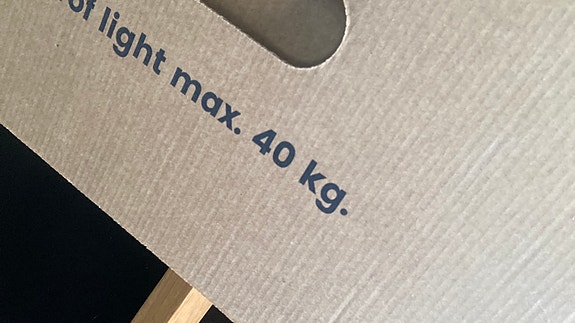 of light max. 40 kg.